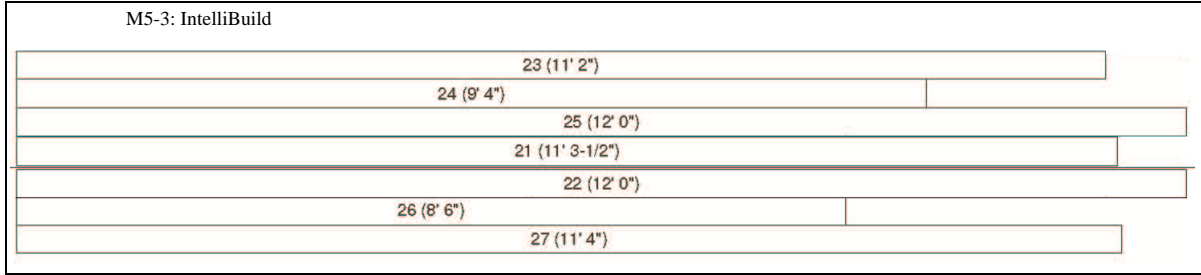 M5-3: IntelliBuild
23 (11' 2")
24 (9' 4")
25 (12' 0")
21 (11' 3-1/2")
22 (12' 0")
26 (8' 6")
27 (11' 4")